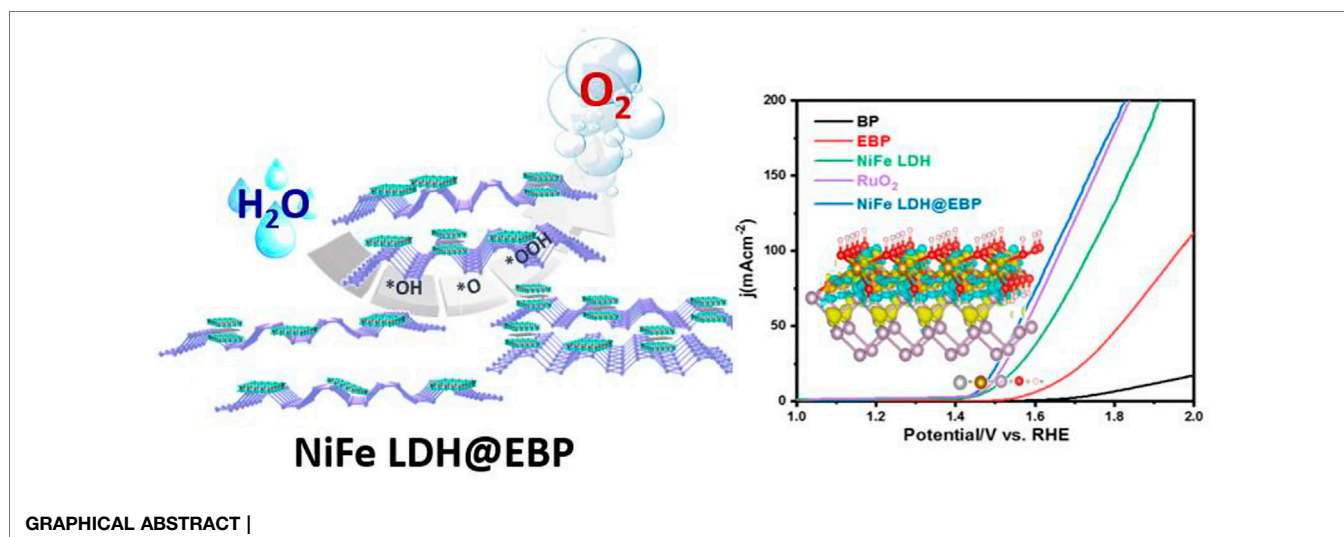 O₂
H₂O
*OH
*O
*OOH
NiFe LDH@EBP
200
150
100
50
0
j(mAcm⁻²)
BP
EBP
NiFe LDH
RuO₂
NiFe LDH@EBP
1.0 1.2 1.4 1.6 1.8 2.0
Potential/V vs. RHE
GRAPHICAL ABSTRACT |